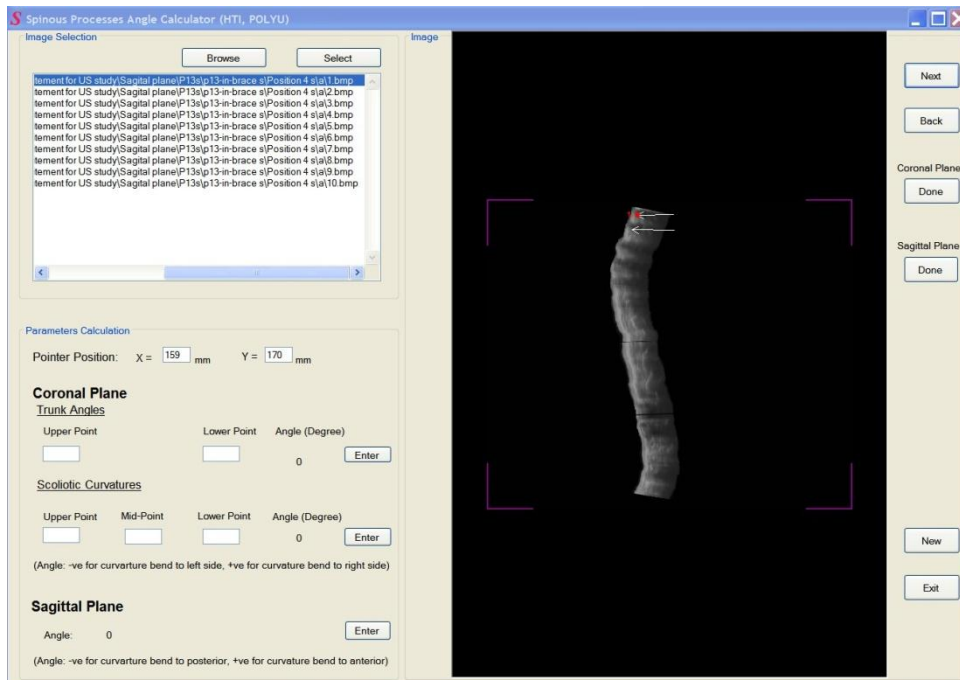 S Spinous Processes Angle Calculator (HTI, POLYU)
Image Selection
Browse Select
tement for US study\Sagital plane\P13s\p13-in-brace s\Position 4 s\a\1.bmp
tement for US study\Sagital plane\P13s\p13-in-brace s\Position 4 s\a\2.bmp
tement for US study\Sagital plane\P13s\p13-in-brace s\Position 4 s\a\3.bmp
tement for US study\Sagital plane\P13s\p13-in-brace s\Position 4 s\a\4.bmp
tement for US study\Sagital plane\P13s\p13-in-brace s\Position 4 s\a\5.bmp
tement for US study\Sagital plane\P13s\p13-in-brace s\Position 4 s\a\6.bmp
tement for US study\Sagital plane\P13s\p13-in-brace s\Position 4 s\a\7.bmp
tement for US study\Sagital plane\P13s\p13-in-brace s\Position 4 s\a\8.bmp
tement for US study\Sagital plane\P13s\p13-in-brace s\Position 4 s\a\9.bmp
tement for US study\Sagital plane\P13s\p13-in-brace s\Position 4 s\a\10.bmp
Parameters Calculation
Pointer Position: X = 159 mm Y = 170 mm
Coronal Plane
Trunk Angles
Upper Point Lower Point Angle (Degree)
0 Enter
Scoliotic Curvatures
Upper Point Mid-Point Lower Point Angle (Degree)
0 Enter
(Angle: -ve for curvarture bend to left side, +ve for curvature bend to right side)
Sagittal Plane
Angle: 0 Enter
(Angle: -ve for curvarture bend to posterior, +ve for curvature bend to anterior)
Image
Next
Back
Coronal Plane
Done
Sagittal Plane
Done
New
Exit